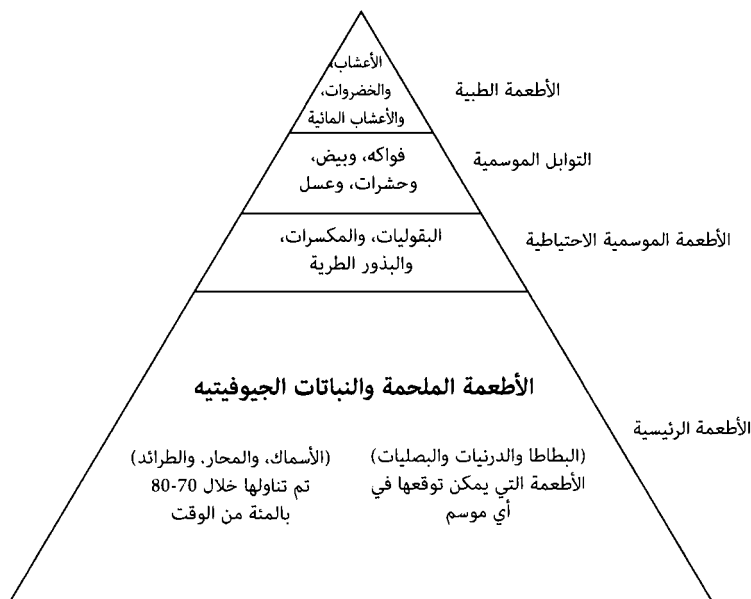 الأعشاب،
والخضروات،
والأعشاب المائية
الأطعمة الطبية
فواكه، وبيض،
وحشرات، وعسل
التوابل الموسمية
البقوليات، والمكسرات،
والبذور الطرية
الأطعمة الموسمية الاحتياطية
الأطعمة الملحمة والنباتات الجيوفيتيه
الأطعمة الرئيسية
(البطاطا والدرنيات والبصليات)
الأطعمة التي يمكن توقعها في
أي موسم
(الأسماك، والمحار. والطرائد)
تم تناولها خلال 70-80
بالمئة من الوقت